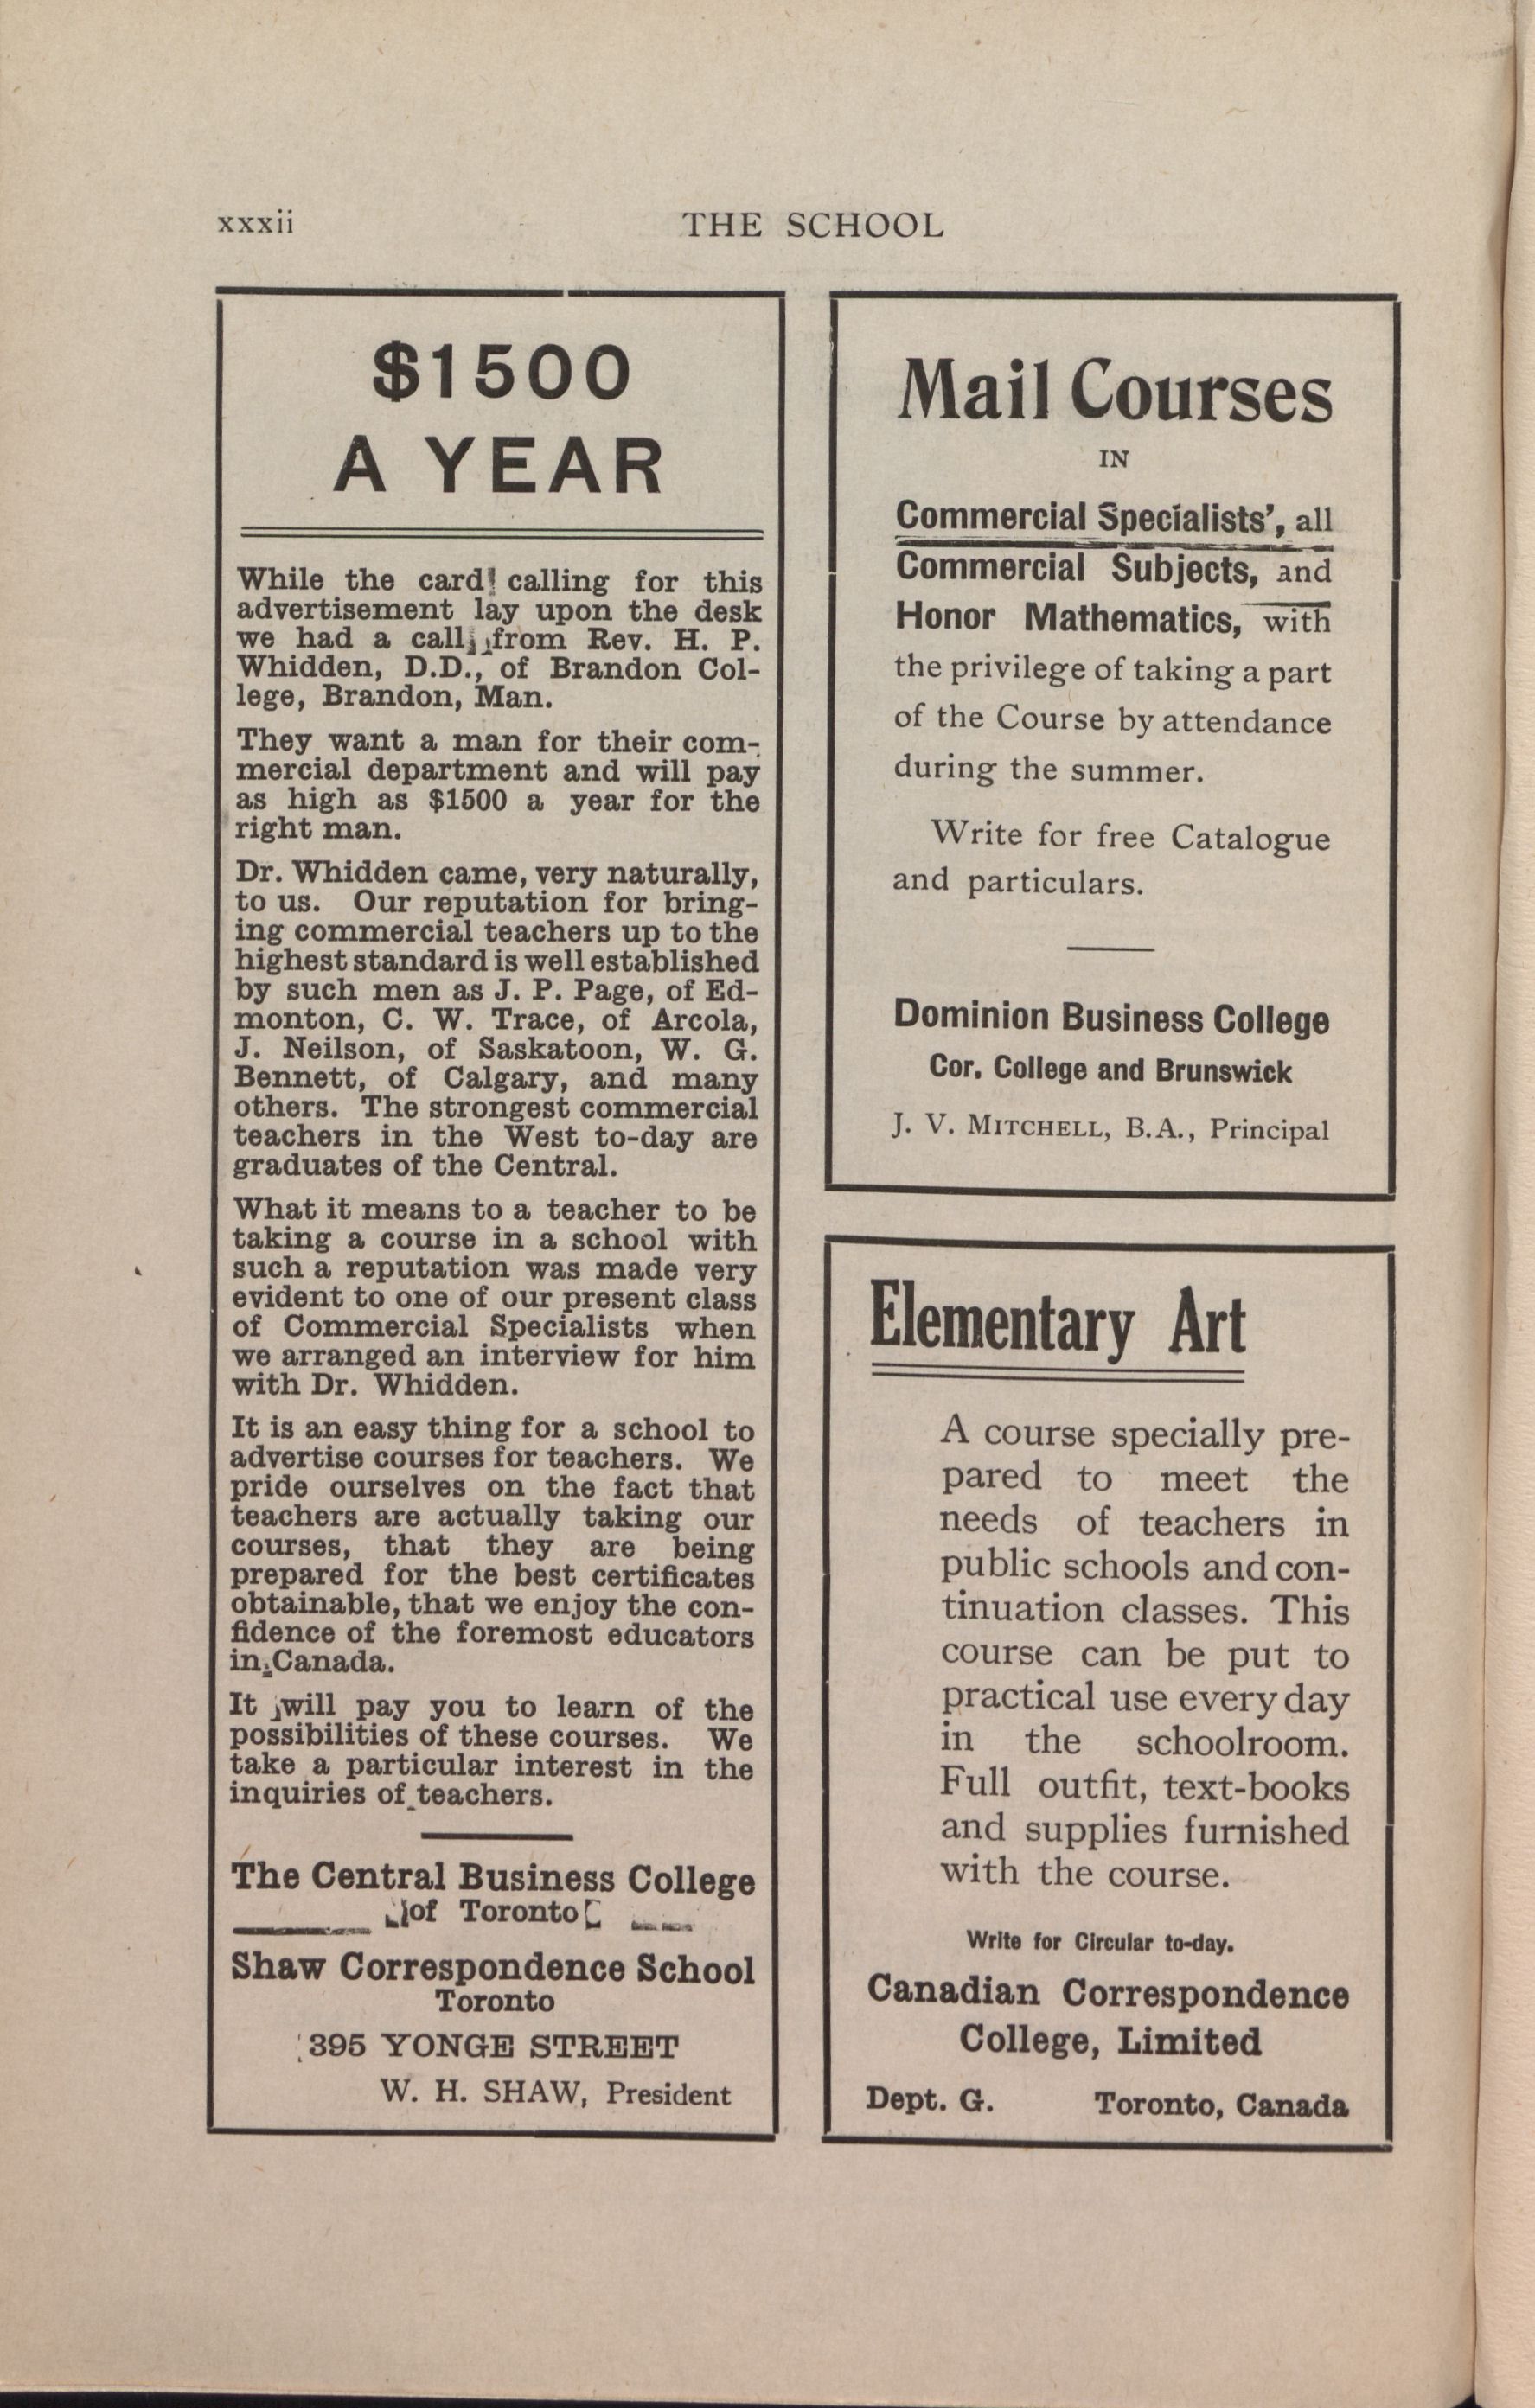 xxxii
THE SCHOOL
$1500
A YEAR
While the card calling for this
advertisement lay upon the desk
we had a call from Rev. H. P.
Whidden, D.D., of Brandon Col-
lege, Brandon, Man.
They want a man for their com-
mercial department and will pay
as high as $1500 a year for the
right man.
Dr. Whidden came, very naturally,
to us. Our reputation for bring-
ing commercial teachers up to the
highest standard is well established
by such men as J. P. Page, of Ed-
monton, C. W. Trace, of Arcola,
J. Neilson, of Saskatoon, W. G.
Bennett, of Calgary, and many
others. The strongest commercial
teachers in the West to-day are
graduates of the Central.
What it means to a teacher to be
taking a course in a school with
such a reputation was made very
evident to one of our present class
of Commercial Specialists when
we arranged an interview for him
with Dr. Whidden.
It is an easy thing for a school to
advertise courses for teachers. We
pride ourselves on the fact that
teachers are actually taking our
courses, that they are being
prepared for the best certificates
obtainable, that we enjoy the con-
fidence of the foremost educators
in Canada.
It will pay you to learn of the
possibilities of these courses. We
take a particular interest in the
inquiries of teachers.
The Central Business College
of Toronto
Shaw Correspondence School
Toronto
395 YONGE STREET
W. H. SHAW, President
Mail Courses
IN
Commercial Specialists', all
Commercial Subjects, and
Honor Mathematics, with
the privilege of taking a part
of the Course by attendance
during the summer.
Write for free Catalogue
and particulars.
Dominion Business College
Cor. College and Brunswick
J. V. MITCHELL, B.A., Principal
Elementary Art
A course specially pre-
pared to meet the
needs of teachers in
public schools and con-
tinuation classes. This
course can be put to
practical use every day
in the schoolroom.
Full outfit, text-books
and supplies furnished
with the course.
Write for Circular to-day.
Canadian Correspondence
College, Limited
Dept. G. Toronto, Canada